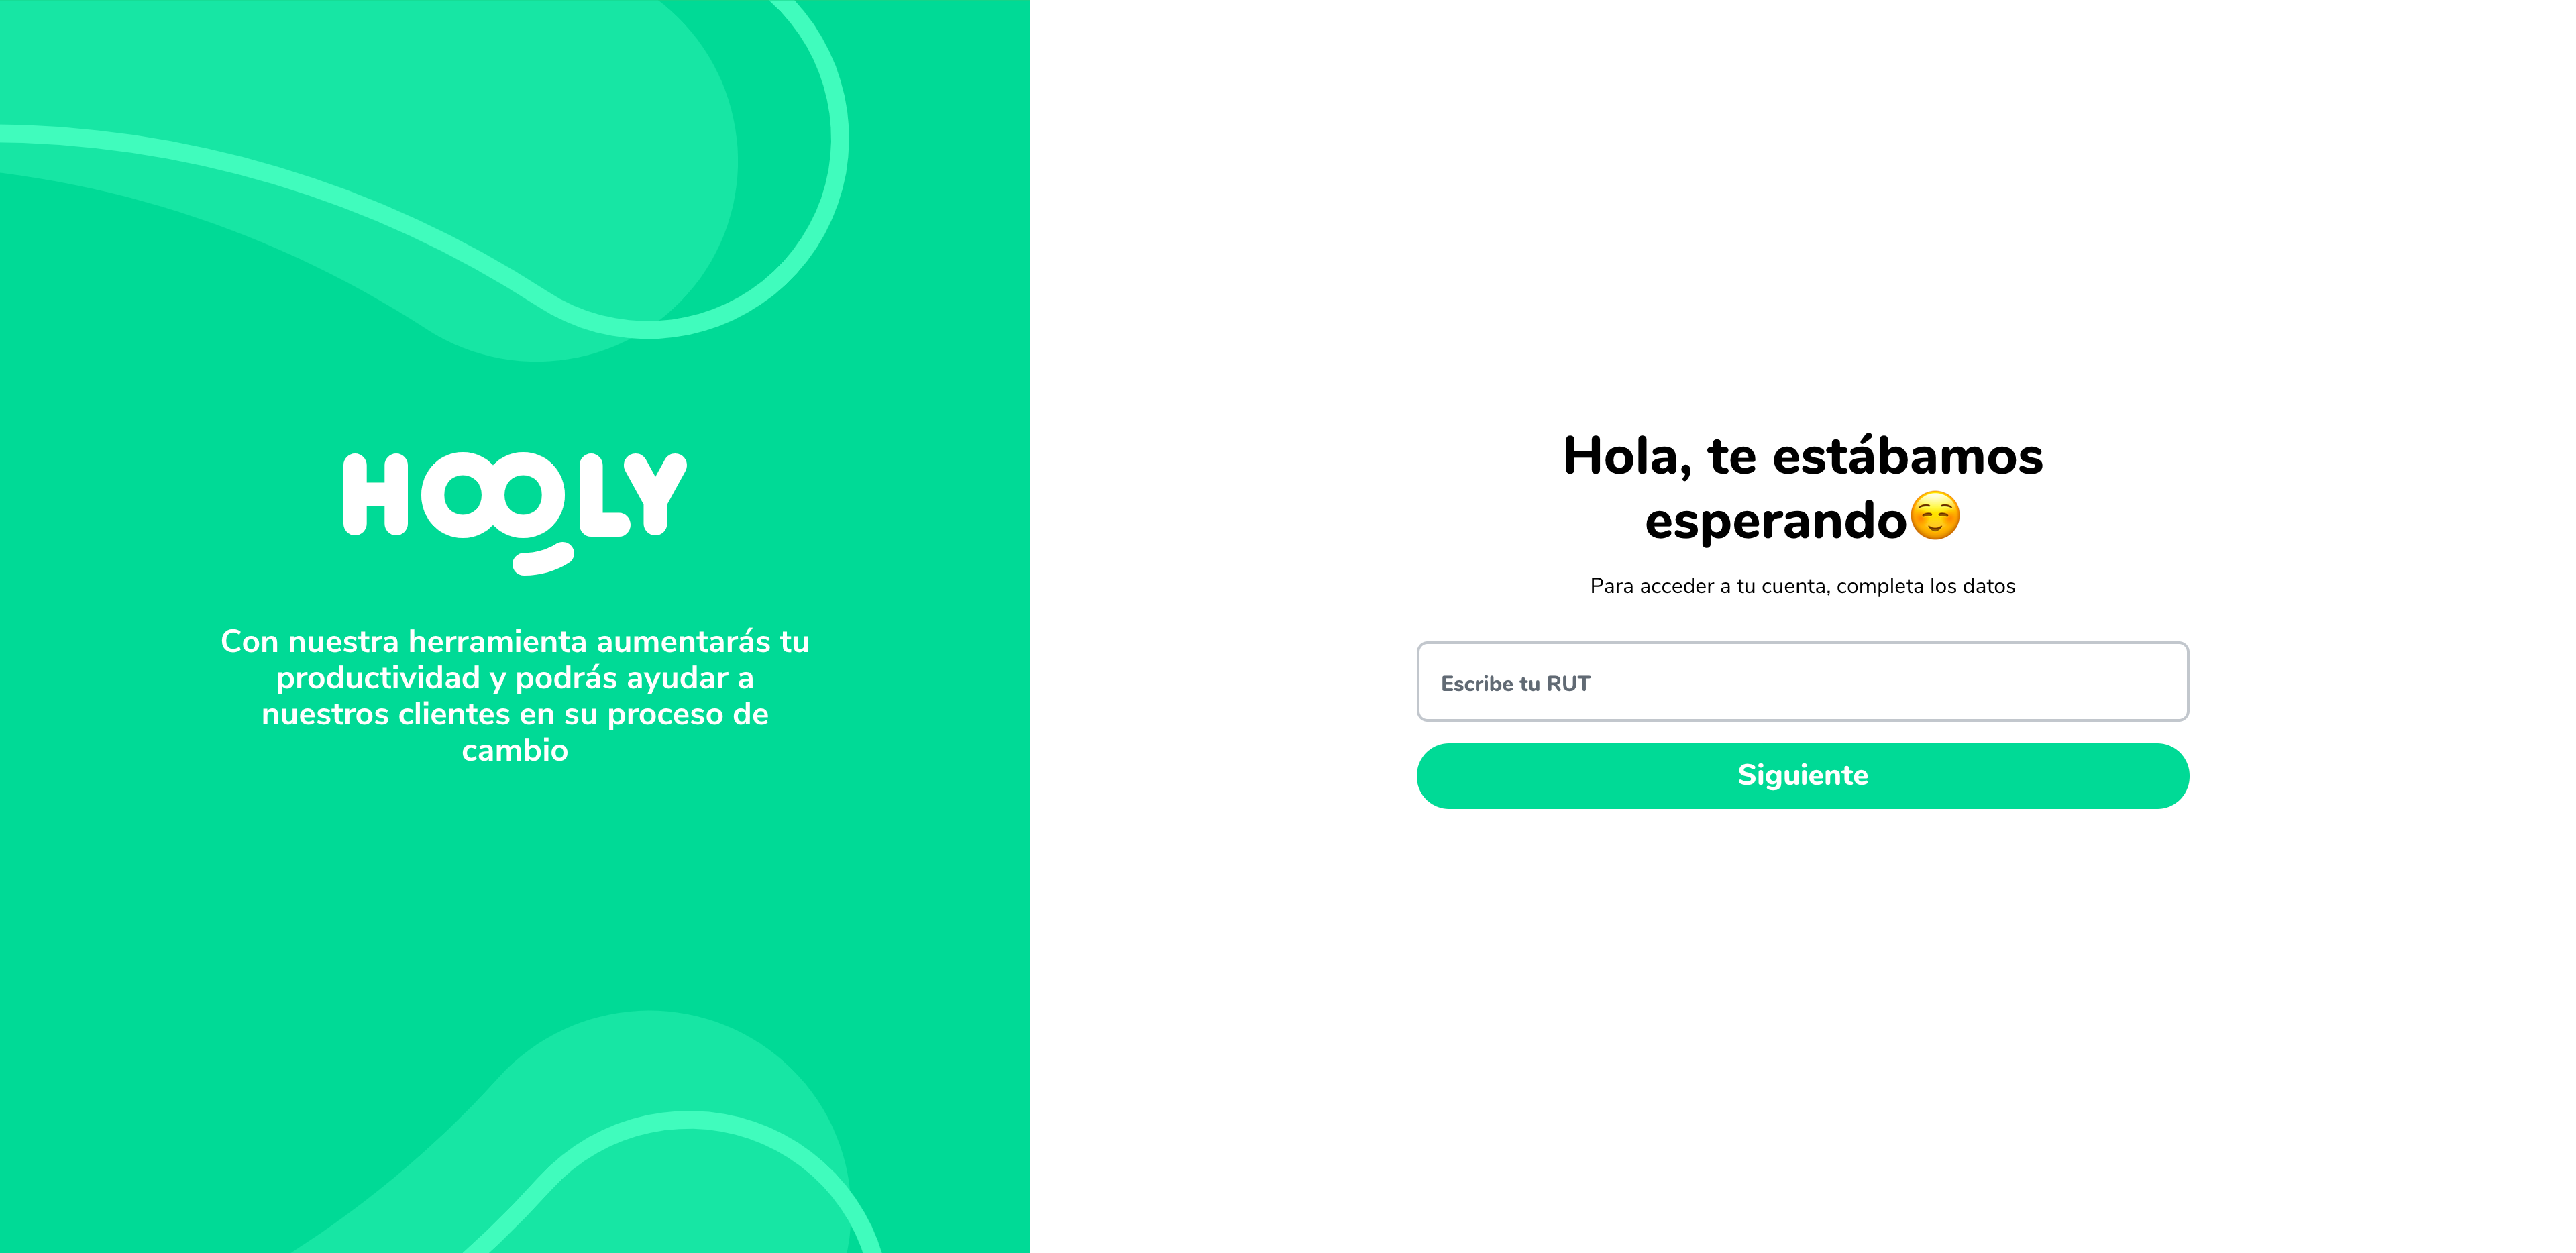 HOOLY
Con nuestra herramienta aumentarás tu
productividad y podrás ayudar a
nuestros clientes en su proceso de
cambio
Hola, te estábamos
esperando☺️
Para acceder a tu cuenta, completa los datos
Escribe tu RUT
Siguiente